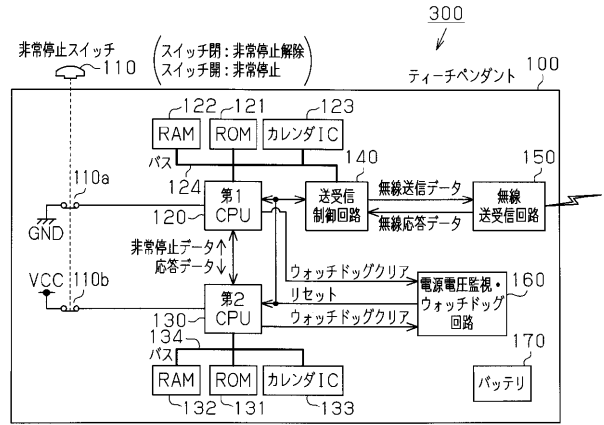 300
非常停止スイッチ
110
スイッチ閉：非常停止解除
スイッチ開：非常停止
ティーチペンダント
100
122
121
123
RAM
ROM
カレンダIC
バス
124
140
150
110a
第1
CPU
120
送受信
制御回路
無線送信データ
無線応答データ
無線
送受信回路
GND
非常停止データ↑
応答データ↓
VCC
110b
ウォッチドッグクリア
リセット
ウォッチドッグクリア
電源電圧監視・
ウォッチドッグ
回路
160
第2
CPU
130
134
バス
170
RAM
ROM
カレンダIC
バッテリ
132
131
133